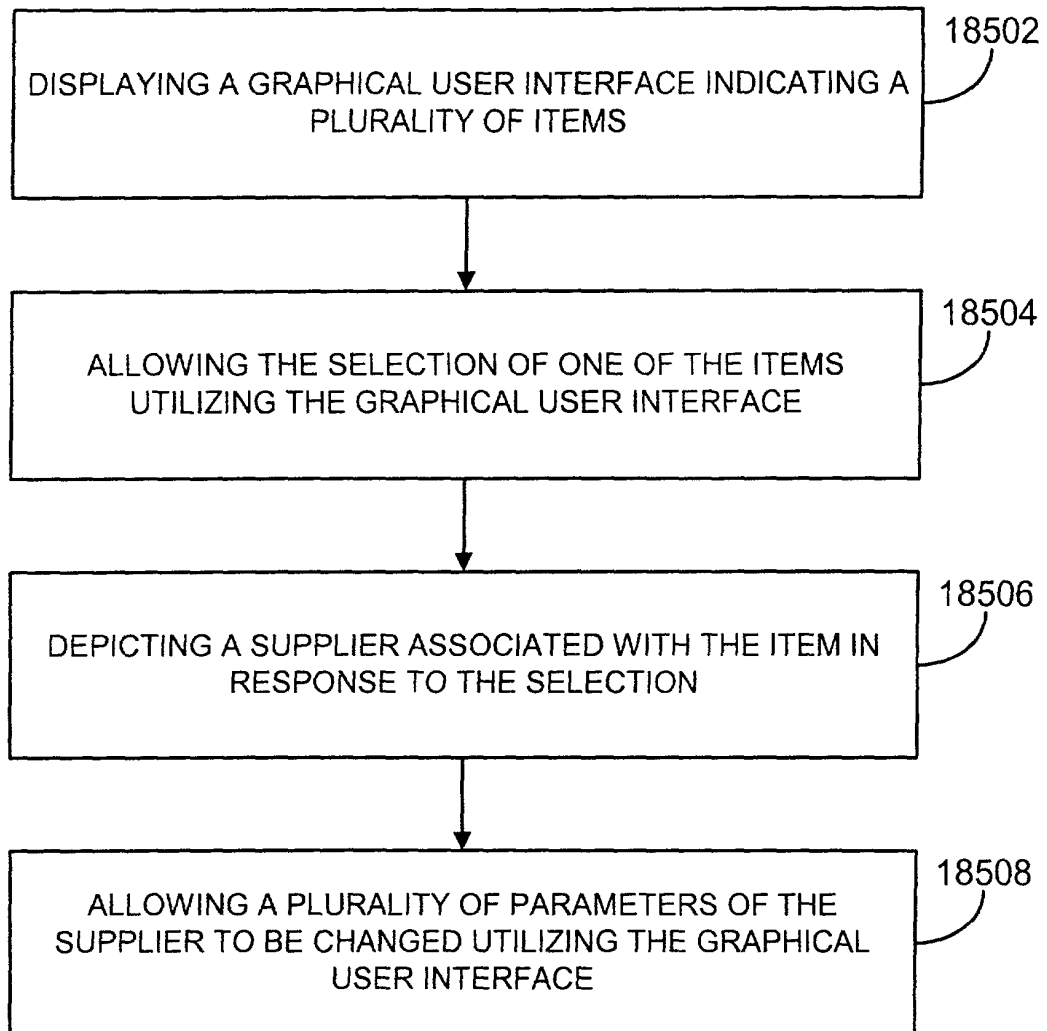 18502
DISPLAYING A GRAPHICAL USER INTERFACE INDICATING A
PLURALITY OF ITEMS
18504
ALLOWING THE SELECTION OF ONE OF THE ITEMS
UTILIZING THE GRAPHICAL USER INTERFACE
18506
DEPICTING A SUPPLIER ASSOCIATED WITH THE ITEM IN
RESPONSE TO THE SELECTION
18508
ALLOWING A PLURALITY OF PARAMETERS OF THE
SUPPLIER TO BE CHANGED UTILIZING THE GRAPHICAL
USER INTERFACE